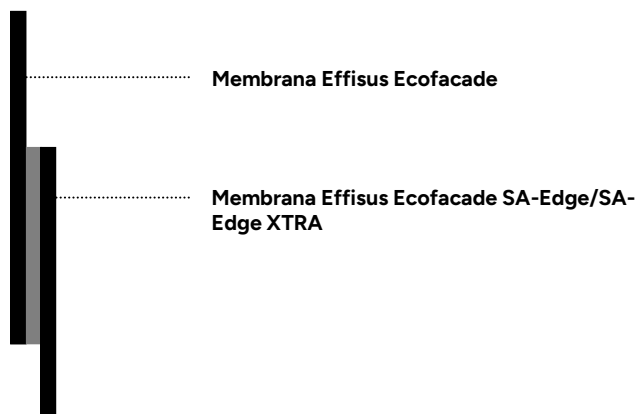 Membrana Effisus Ecofacade
Membrana Effisus Ecofacade SA-Edge/SA-
Edge XTRA